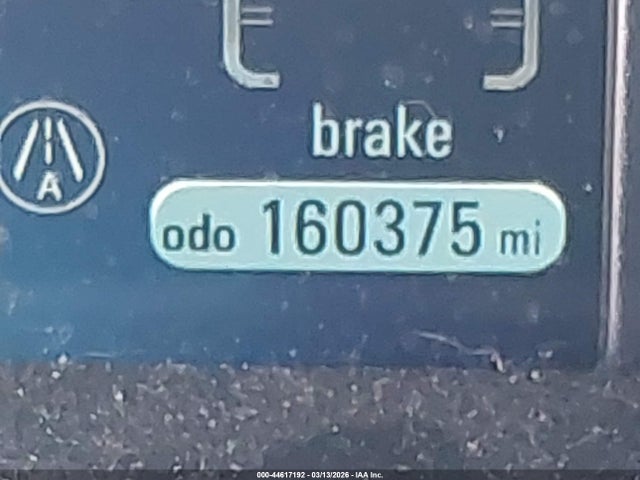 brake
A
odo 160375 mi
000-44617192 - 03/13/2026 - IAA Inc.